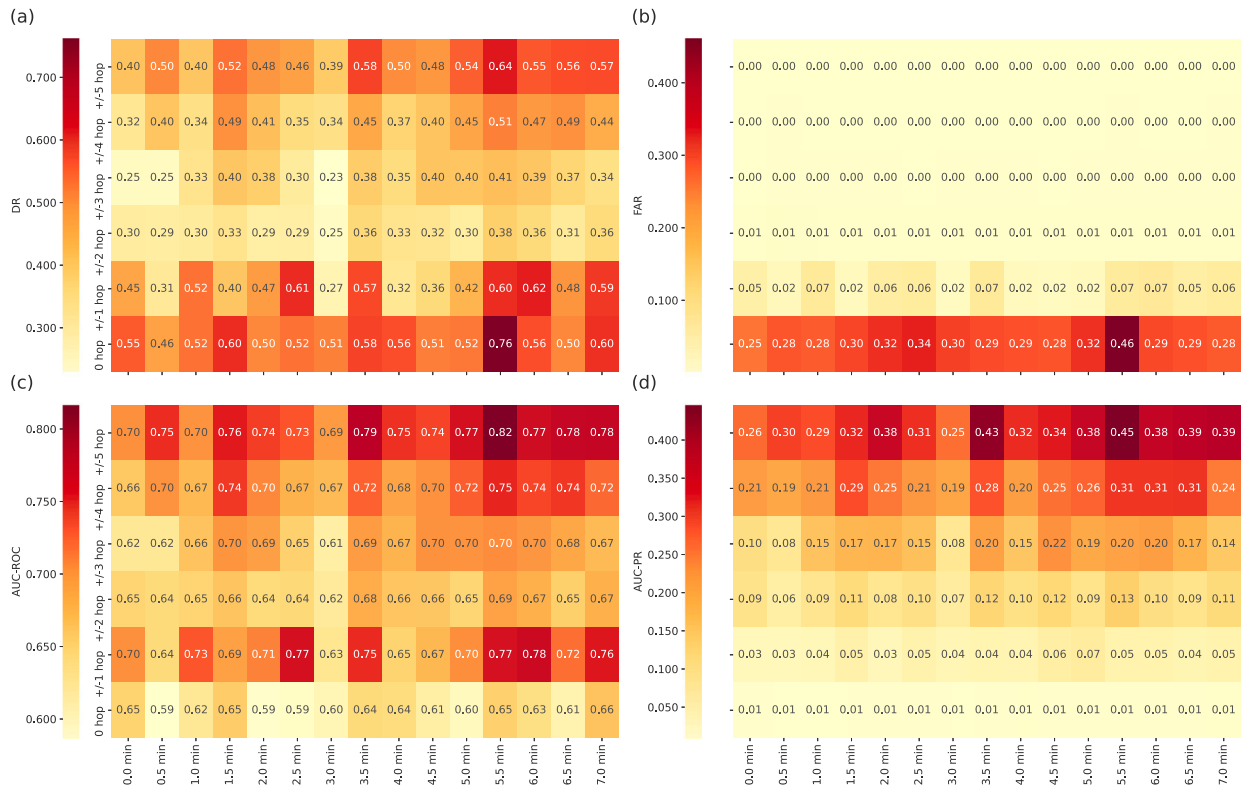 (a)
(b)
0.700
0.600
0.500
0.400
0.300
DR
+/-5 hop
+/-4 hop
+/-3 hop
+/-2 hop
+/-1 hop
0 hop
0.40 0.50 0.40 0.52 0.48 0.46 0.39 0.58 0.50 0.48 0.54 0.64 0.55 0.56 0.57
0.32 0.40 0.34 0.49 0.41 0.35 0.34 0.45 0.37 0.40 0.45 0.51 0.47 0.49 0.44
0.25 0.25 0.33 0.40 0.38 0.30 0.23 0.38 0.35 0.40 0.40 0.41 0.39 0.37 0.34
0.30 0.29 0.30 0.33 0.29 0.29 0.25 0.36 0.33 0.32 0.30 0.38 0.36 0.31 0.36
0.45 0.31 0.52 0.40 0.47 0.61 0.27 0.57 0.32 0.36 0.42 0.60 0.62 0.48 0.59
0.55 0.46 0.52 0.60 0.50 0.52 0.51 0.58 0.56 0.51 0.52 0.76 0.56 0.50 0.60
0.400
0.300
0.200
0.100
FAR
0.00 0.00 0.00 0.00 0.00 0.00 0.00 0.00 0.00 0.00 0.00 0.00 0.00 0.00 0.00
0.00 0.00 0.00 0.00 0.00 0.00 0.00 0.00 0.00 0.00 0.00 0.00 0.00 0.00 0.00
0.00 0.00 0.00 0.00 0.00 0.00 0.00 0.00 0.00 0.00 0.00 0.00 0.00 0.00 0.00
0.01 0.01 0.01 0.01 0.01 0.01 0.01 0.01 0.01 0.01 0.01 0.01 0.01 0.01 0.01
0.05 0.02 0.07 0.02 0.06 0.06 0.02 0.07 0.02 0.02 0.02 0.07 0.07 0.05 0.06
0.25 0.28 0.28 0.30 0.32 0.34 0.30 0.29 0.29 0.28 0.32 0.46 0.29 0.29 0.28
(c)
(d)
0.800
0.750
0.700
0.650
0.600
AUC-ROC
+/-5 hop
+/-4 hop
+/-3 hop
+/-2 hop
+/-1 hop
0 hop
0.70 0.75 0.70 0.76 0.74 0.73 0.69 0.79 0.75 0.74 0.77 0.82 0.77 0.78 0.78
0.66 0.70 0.67 0.74 0.70 0.67 0.67 0.72 0.68 0.70 0.72 0.75 0.74 0.74 0.72
0.62 0.62 0.66 0.70 0.69 0.65 0.61 0.69 0.67 0.70 0.70 0.70 0.70 0.68 0.67
0.65 0.64 0.65 0.66 0.64 0.64 0.62 0.68 0.66 0.66 0.65 0.69 0.67 0.65 0.67
0.70 0.64 0.73 0.69 0.71 0.77 0.63 0.75 0.65 0.67 0.70 0.77 0.78 0.72 0.76
0.65 0.59 0.62 0.65 0.59 0.59 0.60 0.64 0.64 0.61 0.60 0.65 0.63 0.61 0.66
0.0 min
0.5 min
1.0 min
1.5 min
2.0 min
2.5 min
3.0 min
3.5 min
4.0 min
4.5 min
5.0 min
5.5 min
6.0 min
6.5 min
7.0 min
0.400
0.350
0.300
0.250
0.200
0.150
0.100
0.050
AUC-PR
0.26 0.30 0.29 0.32 0.38 0.31 0.25 0.43 0.32 0.34 0.38 0.45 0.38 0.39 0.39
0.21 0.19 0.21 0.29 0.25 0.21 0.19 0.28 0.20 0.25 0.26 0.31 0.31 0.31 0.24
0.10 0.08 0.15 0.17 0.17 0.15 0.08 0.20 0.15 0.22 0.19 0.20 0.20 0.17 0.14
0.09 0.06 0.09 0.11 0.08 0.10 0.07 0.12 0.10 0.12 0.09 0.13 0.10 0.09 0.11
0.03 0.03 0.04 0.05 0.03 0.05 0.04 0.04 0.04 0.06 0.07 0.05 0.05 0.04 0.05
0.01 0.01 0.01 0.01 0.01 0.01 0.01 0.01 0.01 0.01 0.01 0.01 0.01 0.01 0.01
0.0 min
0.5 min
1.0 min
1.5 min
2.0 min
2.5 min
3.0 min
3.5 min
4.0 min
4.5 min
5.0 min
5.5 min
6.0 min
6.5 min
7.0 min